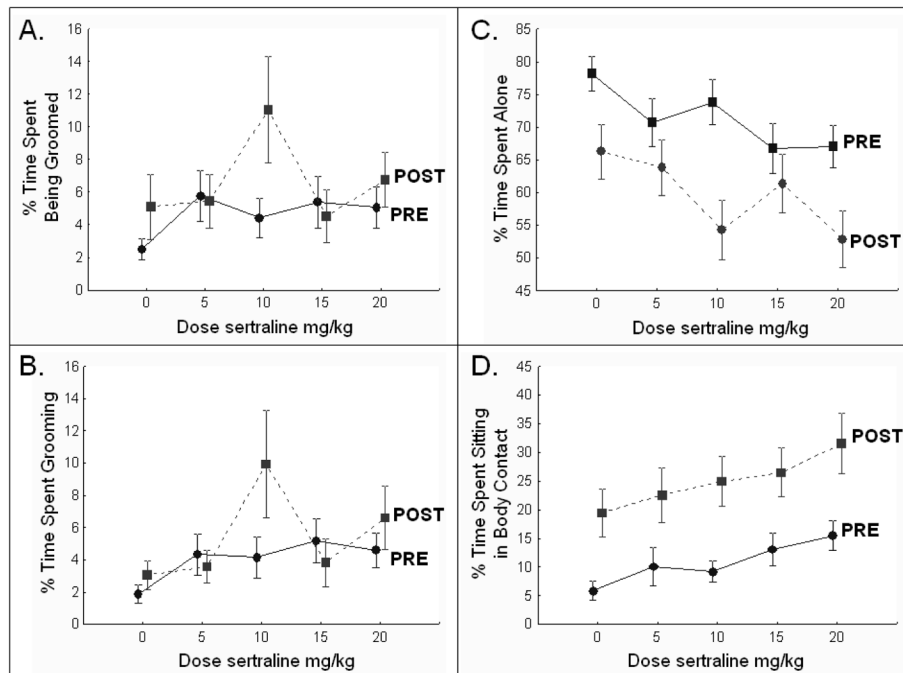 A.
16
14
12
10
8
6
4
2
0
% Time Spent
Being Groomed
POST
PRE
0 5 10 15 20
Dose sertraline mg/kg
C.
85
80
75
70
65
60
55
50
45
% Time Spent Alone
PRE
POST
0 5 10 15 20
Dose sertraline mg/kg
B.
16
14
12
10
8
6
4
2
0
% Time Spent Grooming
POST
PRE
0 5 10 15 20
Dose sertraline mg/kg
D.
45
40
35
30
25
20
15
10
5
0
% Time Spent Sitting
in Body Contact
POST
PRE
0 5 10 15 20
Dose sertraline mg/kg